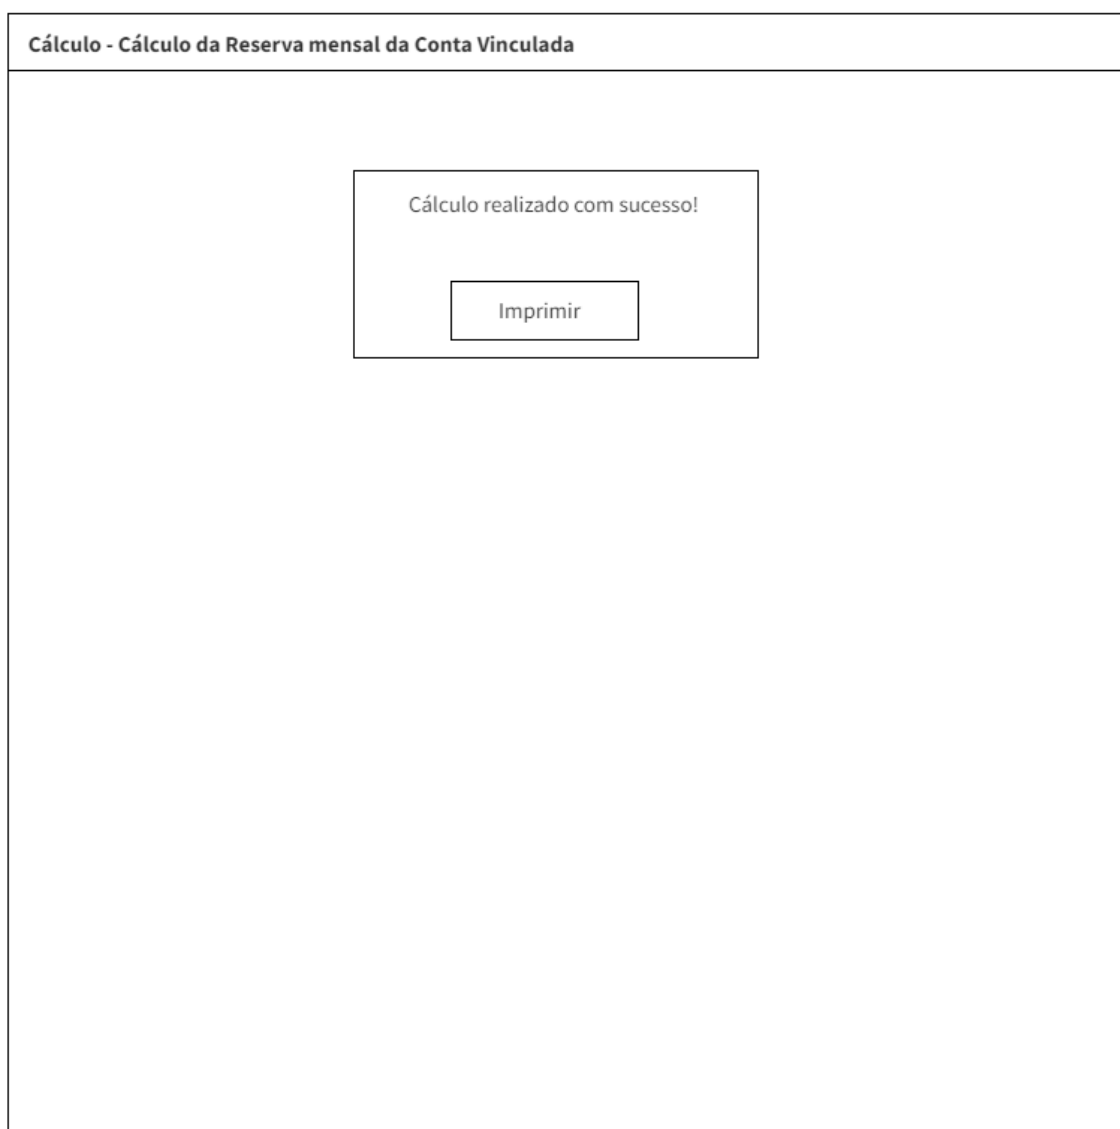 Cálculo - Cálculo da Reserva mensal da Conta Vinculada
Cálculo realizado com sucesso!
Imprimir